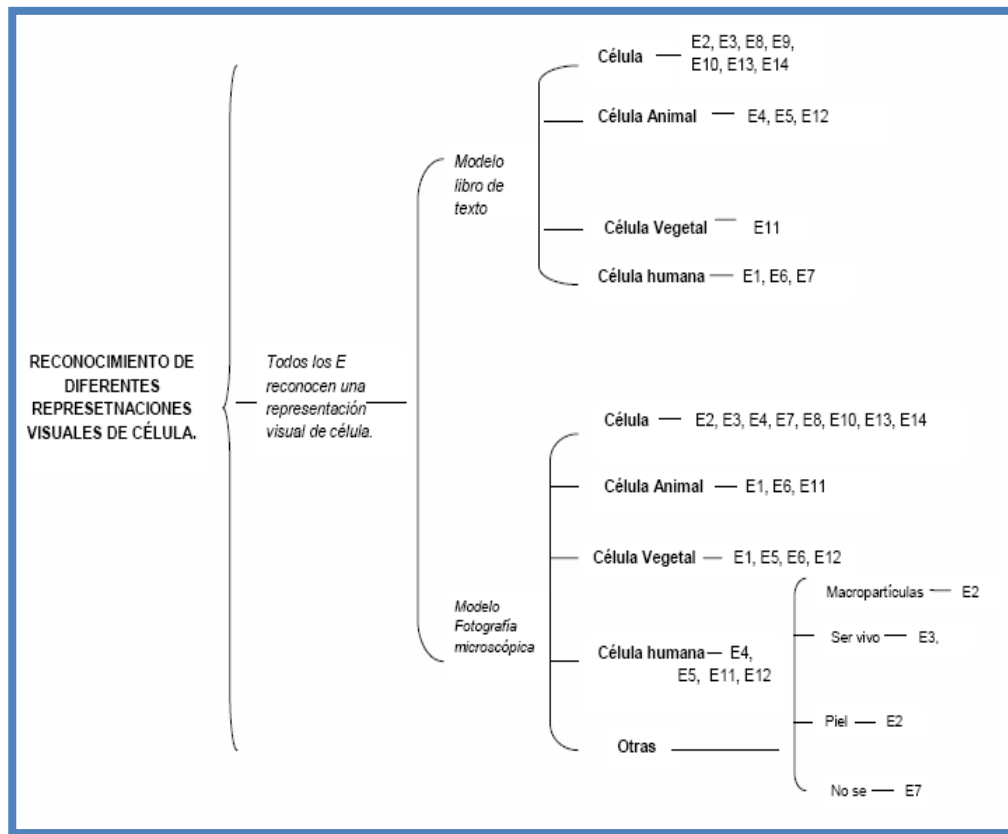 RECONOCIMIENTO DE
DIFERENTES
REPRESETNACIONES
VISUALES DE CÉLULA.
Todos los E
reconocen una
representación
visual de célula.
Modelo
libro de
texto
Célula — E2, E3, E8, E9,
E10, E13, E14
Célula Animal — E4, E5, E12
Célula Vegetal — E11
Célula humana — E1, E6, E7
Modelo
Fotografía
microscópica
Célula — E2, E3, E4, E7, E8, E10, E13, E14
Célula Animal — E1, E6, E11
Célula Vegetal — E1, E5, E6, E12
Célula humana — E4,
E5, E11, E12
Otras
Macropartículas — E2
Ser vivo — E3,
Piel — E2
No se — E7